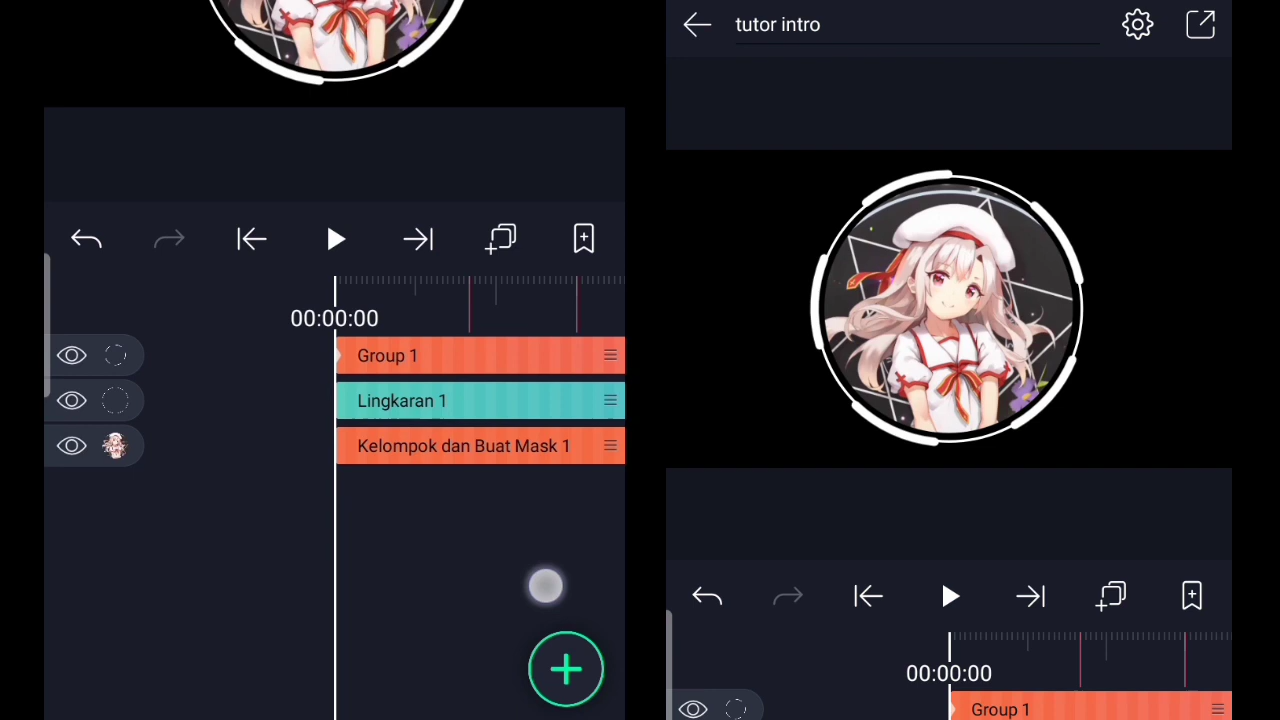 00:00:00
Group 1
Lingkaran 1
Kelompok dan Buat Mask 1
tutor intro
00:00:00
Group 1